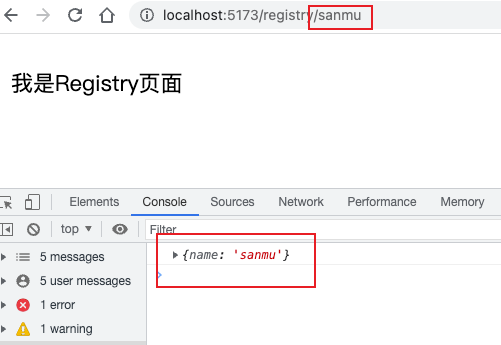 localhost:5173/registry/sanmu
我是Registry页面
Elements Console Sources Network Performance Memory
top Filter
5 messages
{name: 'sanmu'}
5 user messages
1 error
1 warning